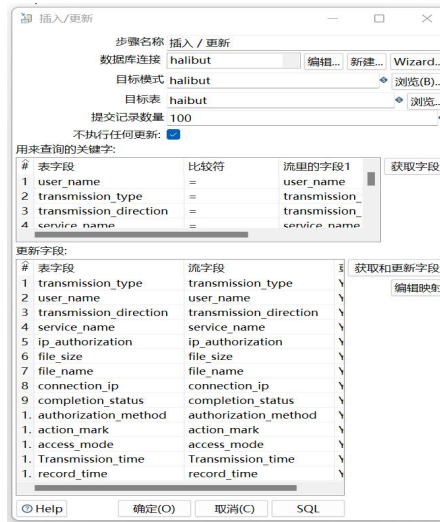 插入/更新
步骤名称 插入 / 更新
数据库连接 halibut 编辑... 新建... Wizard..
目标模式 halibut 浏览(B)..
目标表 haibut 浏览..
提交记录数量 100
不执行任何更新:
用来查询的关键字:
# 表字段 比较符 流里的字段1 获取字段
1 user_name = user_name
2 transmission_type = transmission_
3 transmission_direction = transmission_
4 service_name = service_name
更新字段:
# 表字段 流字段 获取和更新字段
1 transmission_type transmission_type Y
编辑映射
2 user_name user_name Y
3 transmission_direction transmission_direction Y
4 service_name service_name Y
5 ip_authorization ip_authorization Y
6 file_size file_size Y
7 file_name file_name Y
8 connection_ip connection_ip Y
9 completion_status completion_status Y
1. authorization_method authorization_method Y
1. action_mark action_mark Y
1. access_mode access_mode Y
1. Transmission_time Transmission_time Y
1. record_time record_time Y
Help 确定(O) 取消(C) SQL